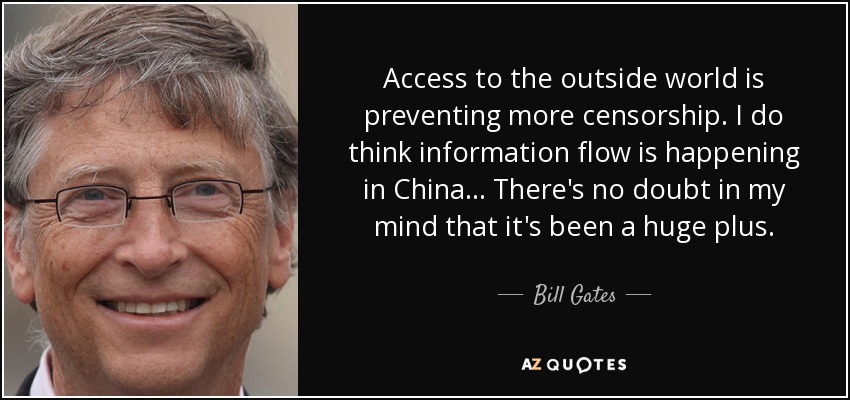 Access to the outside world is
preventing more censorship. I do
think information flow is happening
in China... There's no doubt in my
mind that it's been a huge plus.
Bill Gates
AZ QUOTES